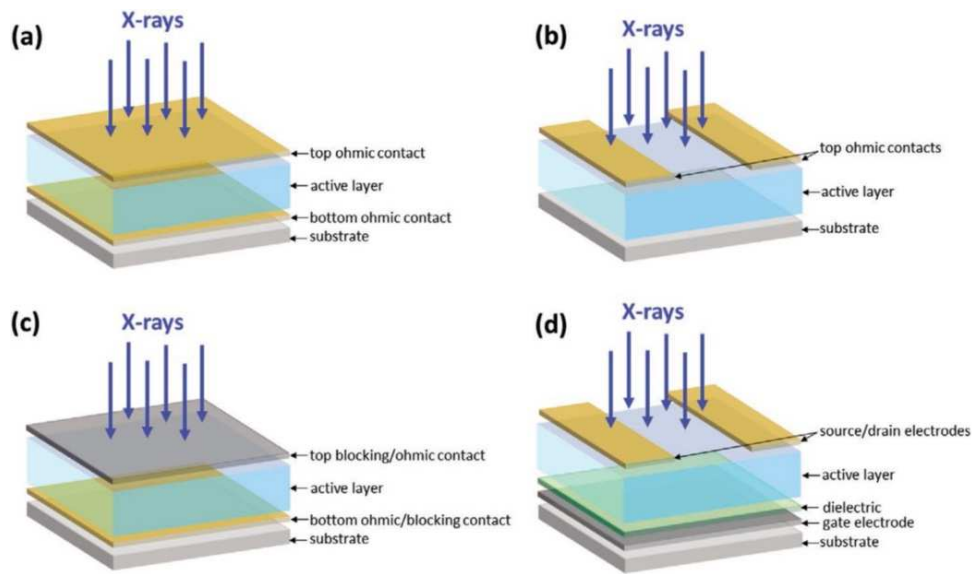 (a)
X-rays
top ohmic contact
active layer
bottom ohmic contact
substrate
(b)
X-rays
top ohmic contacts
active layer
substrate
(c)
X-rays
top blocking/ohmic contact
active layer
bottom ohmic/blocking contact
substrate
(d)
X-rays
source/drain electrodes
active layer
dielectric
gate electrode
substrate